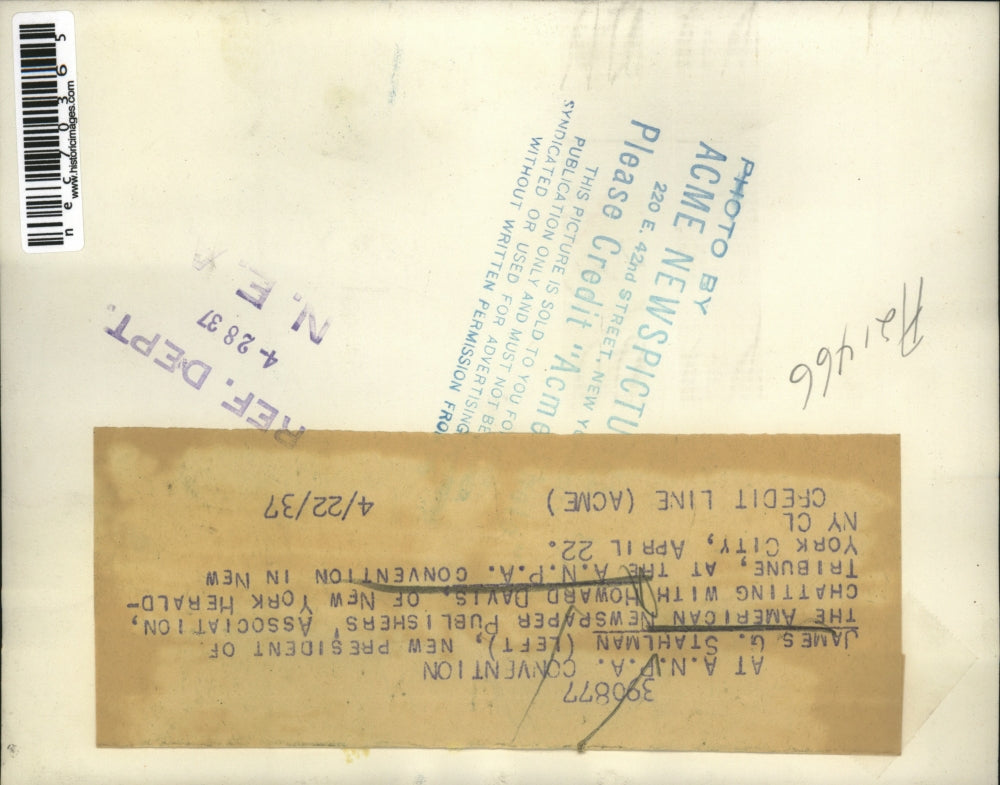 390877
AT A.N.P.A. CONVENTION
JAMES G. STAHLMAN (LEFT), NEW PRESIDENT OF
THE AMERICAN NEWSPAPER PUBLISHERS' ASSOCIATION,
CHATTING WITH HOWARD DAVIS, OF NEW YORK HERALD-
TRIBUNE, AT THE A.N.P.A. CONVENTION IN NEW
YORK CITY, APRIL 22.
NY CL
CREDIT LINE (ACME) 4/22/37
REF. DEPT.
4-28 37
N. E. A
PHOTO BY
ACME NEWSPICTU
220 E. 42nd STREET, NEW YO
Please Credit "Acme
THIS PICTURE IS SOLD TO YOU FO
PUBLICATION ONLY AND MUST NOT BE
SYNDICATED OR USED FOR ADVERTISING
WITHOUT WRITTEN PERMISSION FRO
www.historicimages.com
nec70365